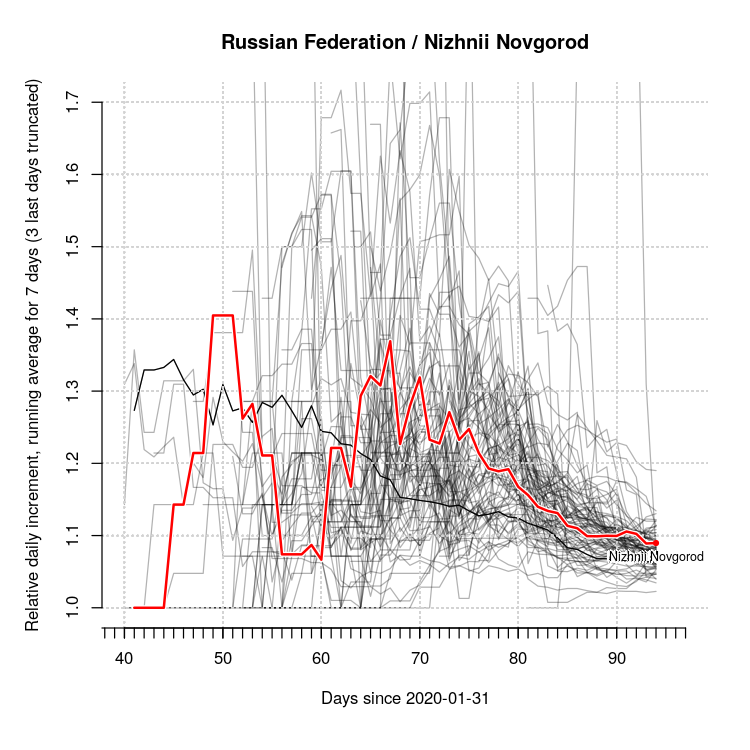 Russian Federation / Nizhnii Novgorod
Relative daily increment, running average for 7 days (3 last days truncated)
1.7
1.6
1.5
1.4
1.3
1.2
1.1
1.0
Nizhnii Novgorod
40 50 60 70 80 90
Days since 2020-01-31